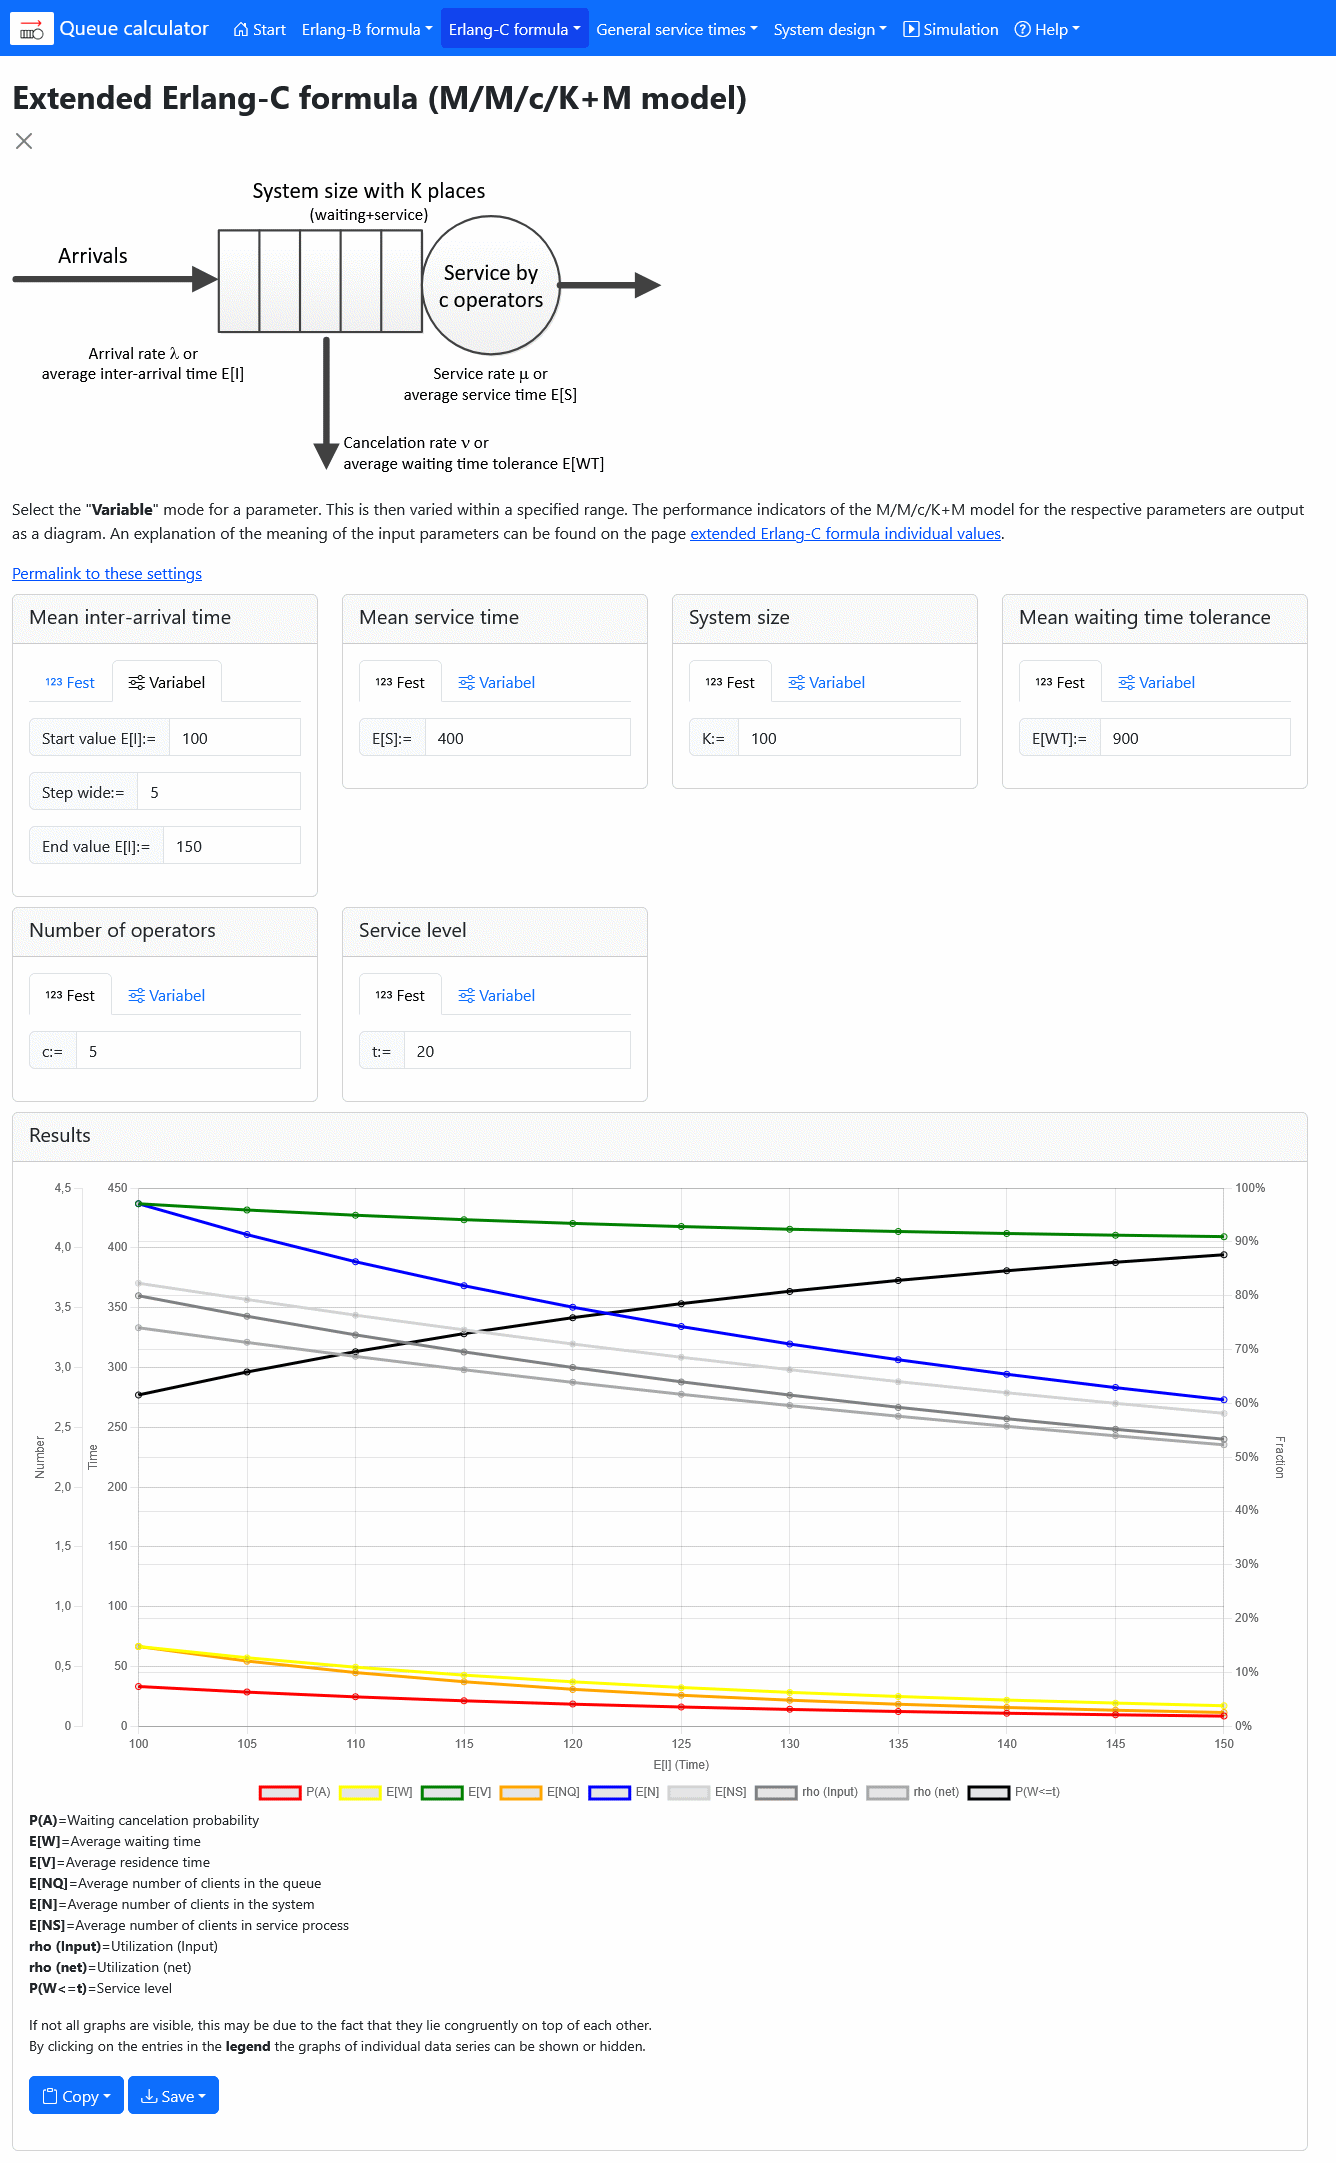 Queue calculator Start Erlang-B formula Erlang-C formula General service times System design Simulation Help
Extended Erlang-C formula (M/M/c/K+M model)
System size with K places
(waiting+service)
Arrivals
Service by
c operators
Arrival rate λ or
average inter-arrival time E[I]
Service rate μ or
average service time E[S]
Cancelation rate ν or
average waiting time tolerance E[WT]
Select the "Variable" mode for a parameter. This is then varied within a specified range. The performance indicators of the M/M/c/K+M model for the respective parameters are output
as a diagram. An explanation of the meaning of the input parameters can be found on the page extended Erlang-C formula individual values.
Permalink to these settings
Mean inter-arrival time
123 Fest Variabel
Start value E[I]:= 100
Step wide:= 5
End value E[I]:= 150
Mean service time
123 Fest Variabel
E[S]:= 400
System size
123 Fest Variabel
K:= 100
Mean waiting time tolerance
123 Fest Variabel
E[WT]:= 900
Number of operators
123 Fest Variabel
c:= 5
Service level
123 Fest Variabel
t:= 20
Results
4,5 450 100%
4,0 400 90%
3,5 350 80%
3,0 300 70%
2,5 250 60%
2,0 200 50%
1,5 150 40%
1,0 100 30%
0,5 50 20%
0 0 10%
0%
Number
Time
Fraction
100 105 110 115 120 125 130 135 140 145 150
E[I] (Time)
P(A) E[W] E[V] E[NQ] E[N] E[NS] rho (Input) rho (net) P(W<=t)
P(A)=Waiting cancelation probability
E[W]=Average waiting time
E[V]=Average residence time
E[NQ]=Average number of clients in the queue
E[N]=Average number of clients in the system
E[NS]=Average number of clients in service process
rho (Input)=Utilization (Input)
rho (net)=Utilization (net)
P(W<=t)=Service level
If not all graphs are visible, this may be due to the fact that they lie congruently on top of each other.
By clicking on the entries in the legend the graphs of individual data series can be shown or hidden.
Copy Save